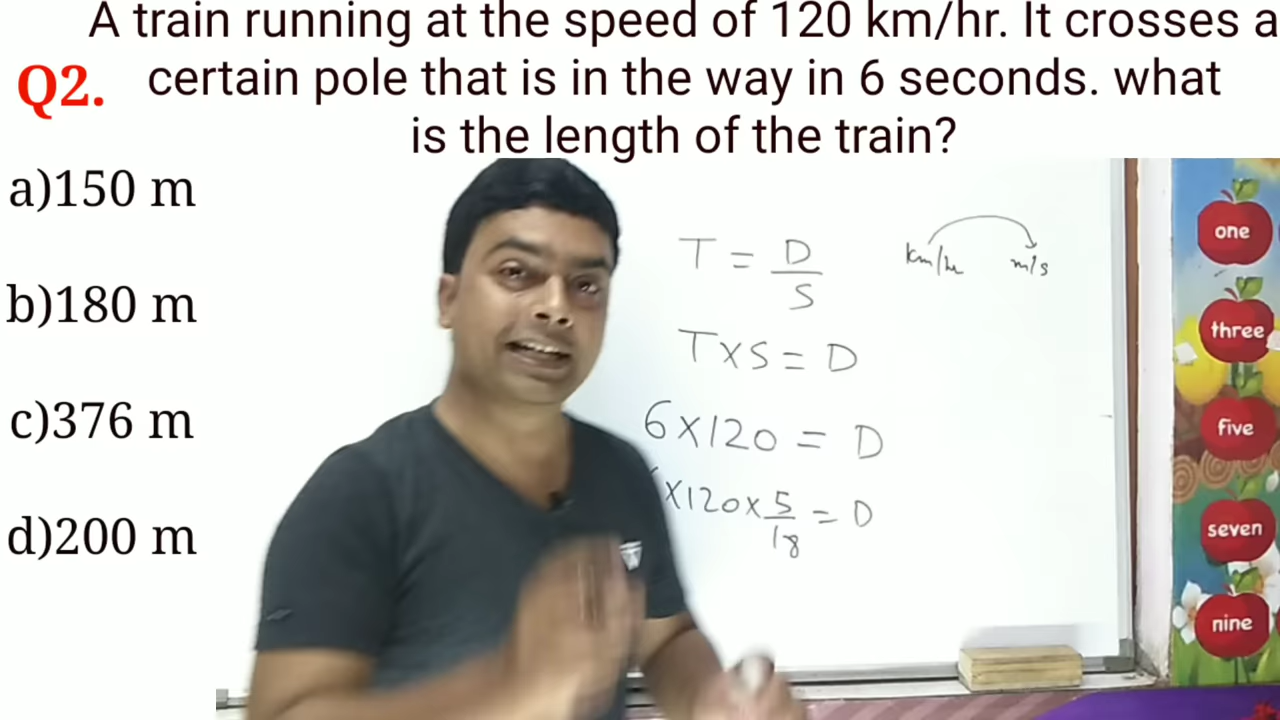 A train running at the speed of 120 km/hr. It crosses a
Q2. certain pole that is in the way in 6 seconds. what
is the length of the train?
a)150 m
b)180 m
c)376 m
d)200 m
T = D/S
km/hr m/s
T×S = D
6×120 = D
×120×5/18 = D
one
three
five
seven
nine